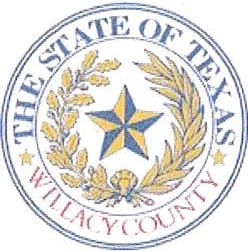 THE STATE OF TEXAS
WILLACY COUNTY